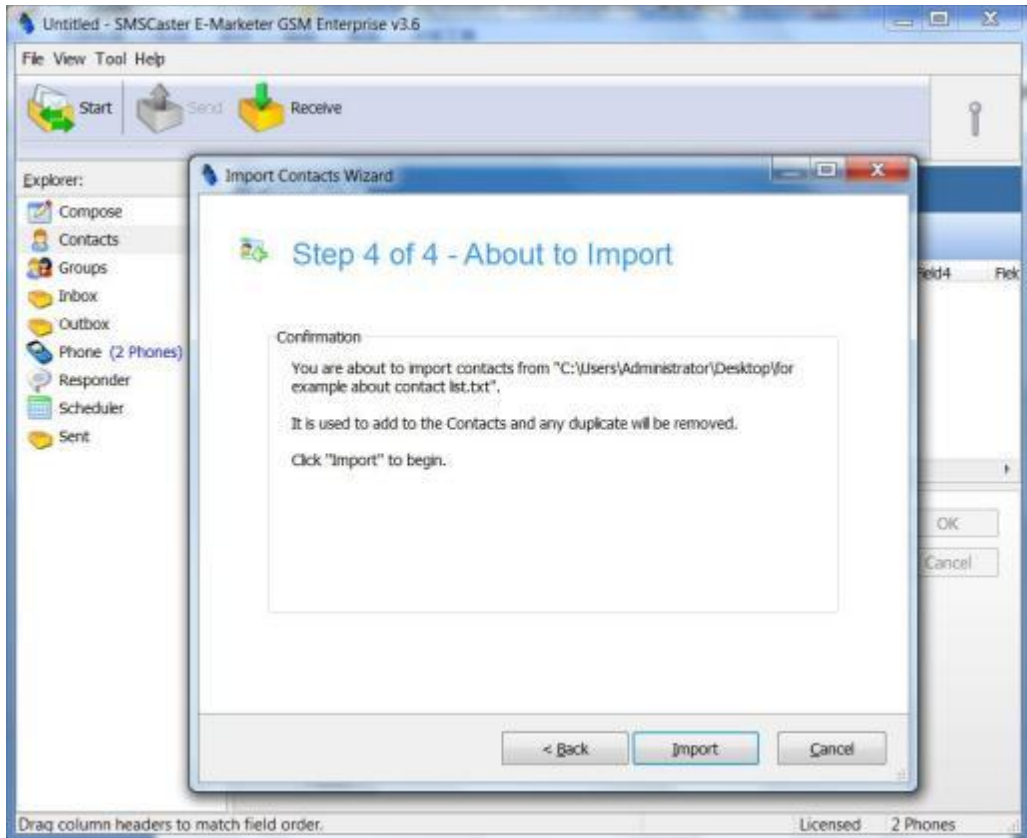 Untitled - SMSCaster E-Marketer GSM Enterprise v3.6
File View Tool Help
Start Send Receive
Explorer:
Compose
Contacts
Groups
Inbox
Outbox
Phone (2 Phones)
Responder
Scheduler
Sent
Import Contacts Wizard
Step 4 of 4 - About to Import
Confirmation
You are about to import contacts from "C:\Users\Administrator\Desktop\for
example about contact list.txt".
It is used to add to the Contacts and any duplicate will be removed.
Click "Import" to begin.
< Back Import Cancel
Field4
OK
Cancel
Drag column headers to match field order. Licensed 2 Phones